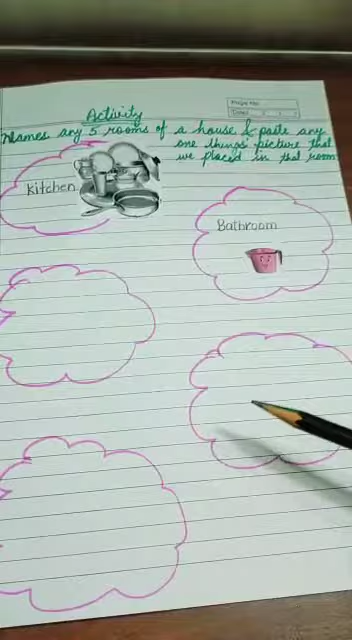 Page No:
Date:
Activity
Names any 5 rooms of a house & paste any
one things picture that
we placed in that room
kitchen
Bathroom